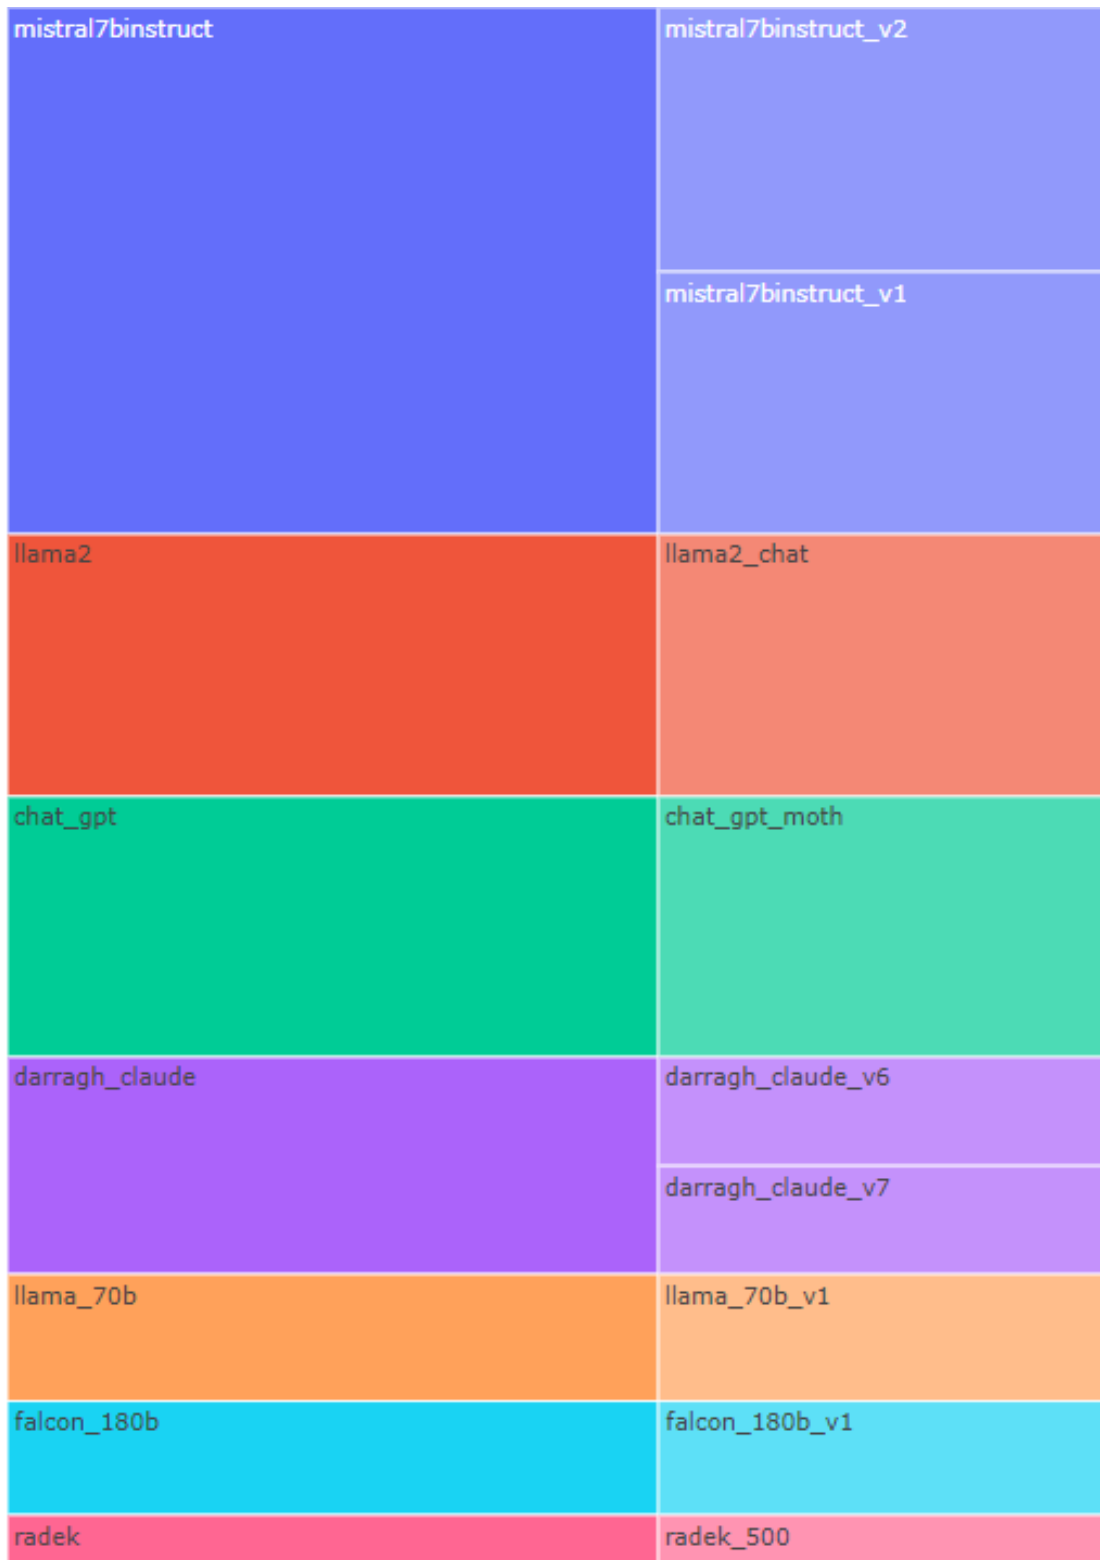 mistral7binstruct
mistral7binstruct_v2
mistral7binstruct_v1
llama2
llama2_chat
chat_gpt
chat_gpt_moth
darragh_claude
darragh_claude_v6
darragh_claude_v7
llama_70b
llama_70b_v1
falcon_180b
falcon_180b_v1
radek
radek_500